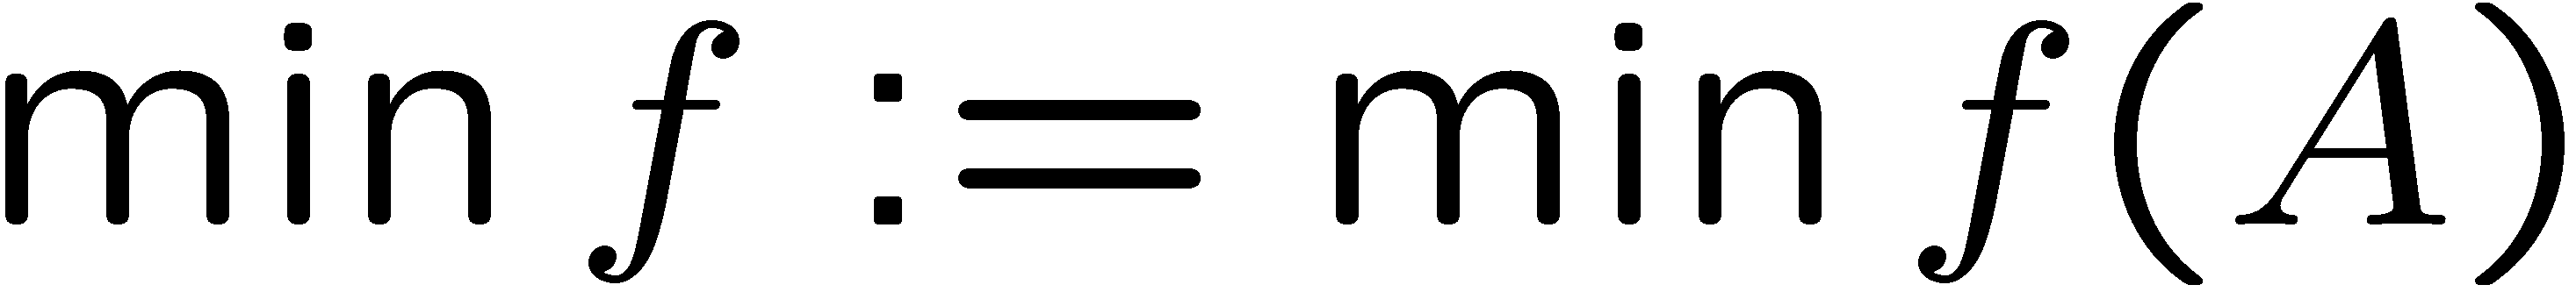 min f := min f(A)